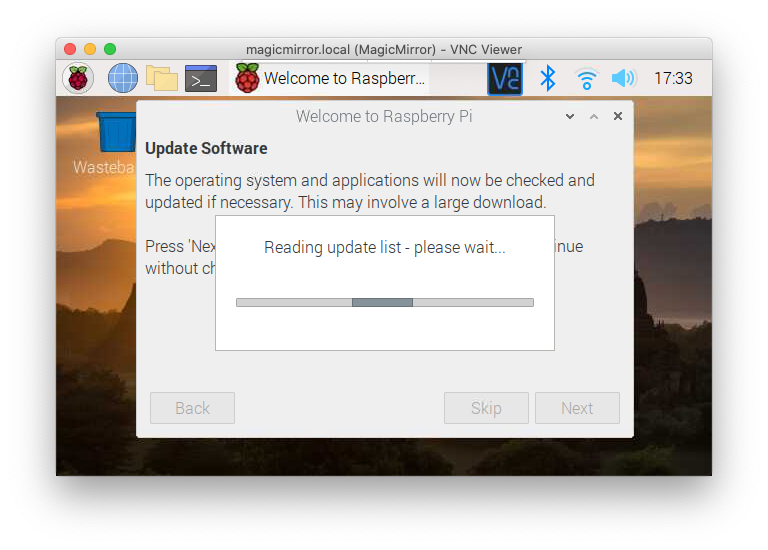 magicmirror.local (MagicMirror) - VNC Viewer
Welcome to Raspberr...
17:33
Welcome to Raspberry Pi
Wasteba
Update Software
The operating system and applications will now be checked and
updated if necessary. This may involve a large download.
Press 'Nex
inue
without ch
Reading update list - please wait...
Back
Skip
Next